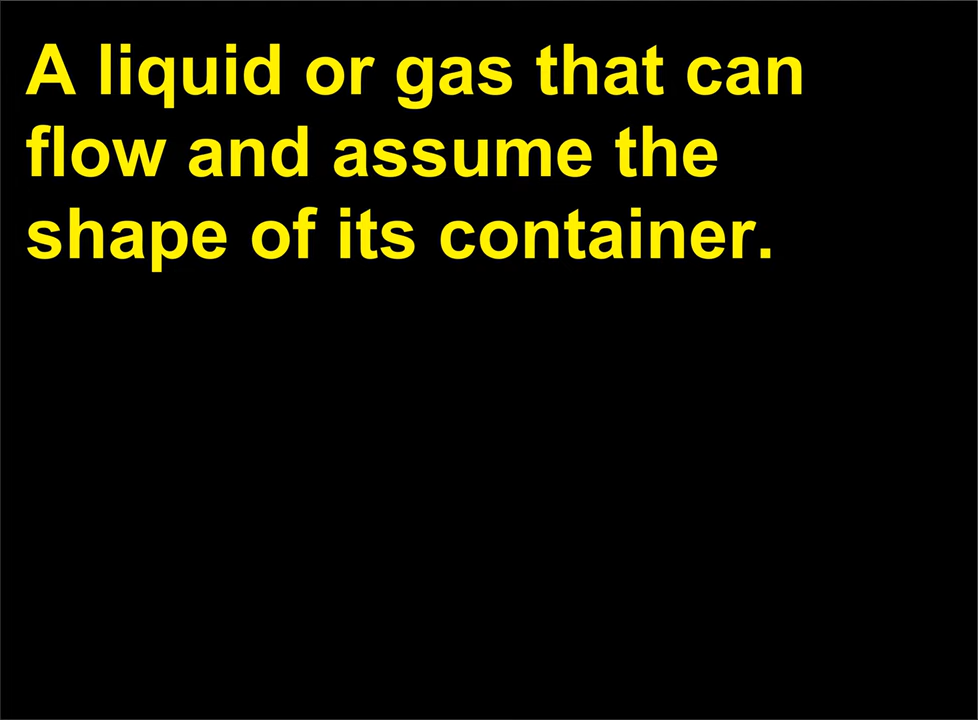 A liquid or gas that can
flow and assume the
shape of its container.